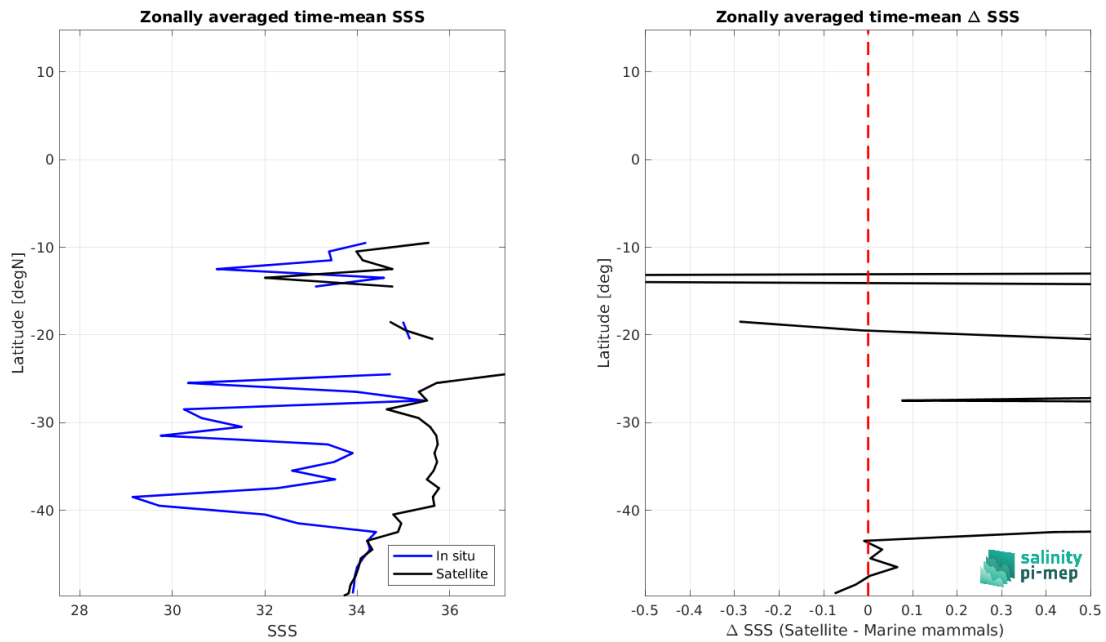 Zonally averaged time-mean SSS
10
0
-10
-20
-30
-40
Latitude [degN]
28
30
32
34
36
SSS
In situ
Satellite
Zonally averaged time-mean Δ SSS
10
0
-10
-20
-30
-40
Latitude [deg]
-0.5
-0.4
-0.3
-0.2
-0.1
0
0.1
0.2
0.3
0.4
0.5
Δ SSS (Satellite - Marine mammals)
salinity
pi-mep